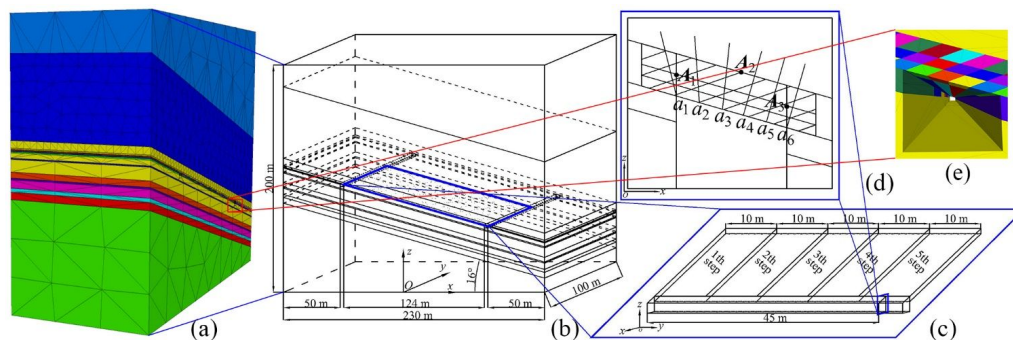 (a)
200 m
z
y
O
x
16°
50 m
124 m
50 m
230 m
100 m
(b)
A1
A2
A3
a1 a2 a3 a4 a5 a6
z
o
x
(d)
(e)
10 m 10 m 10 m 10 m 10 m
1th step
2th step
3th step
4th step
5th step
z
x o y
45 m
(c)